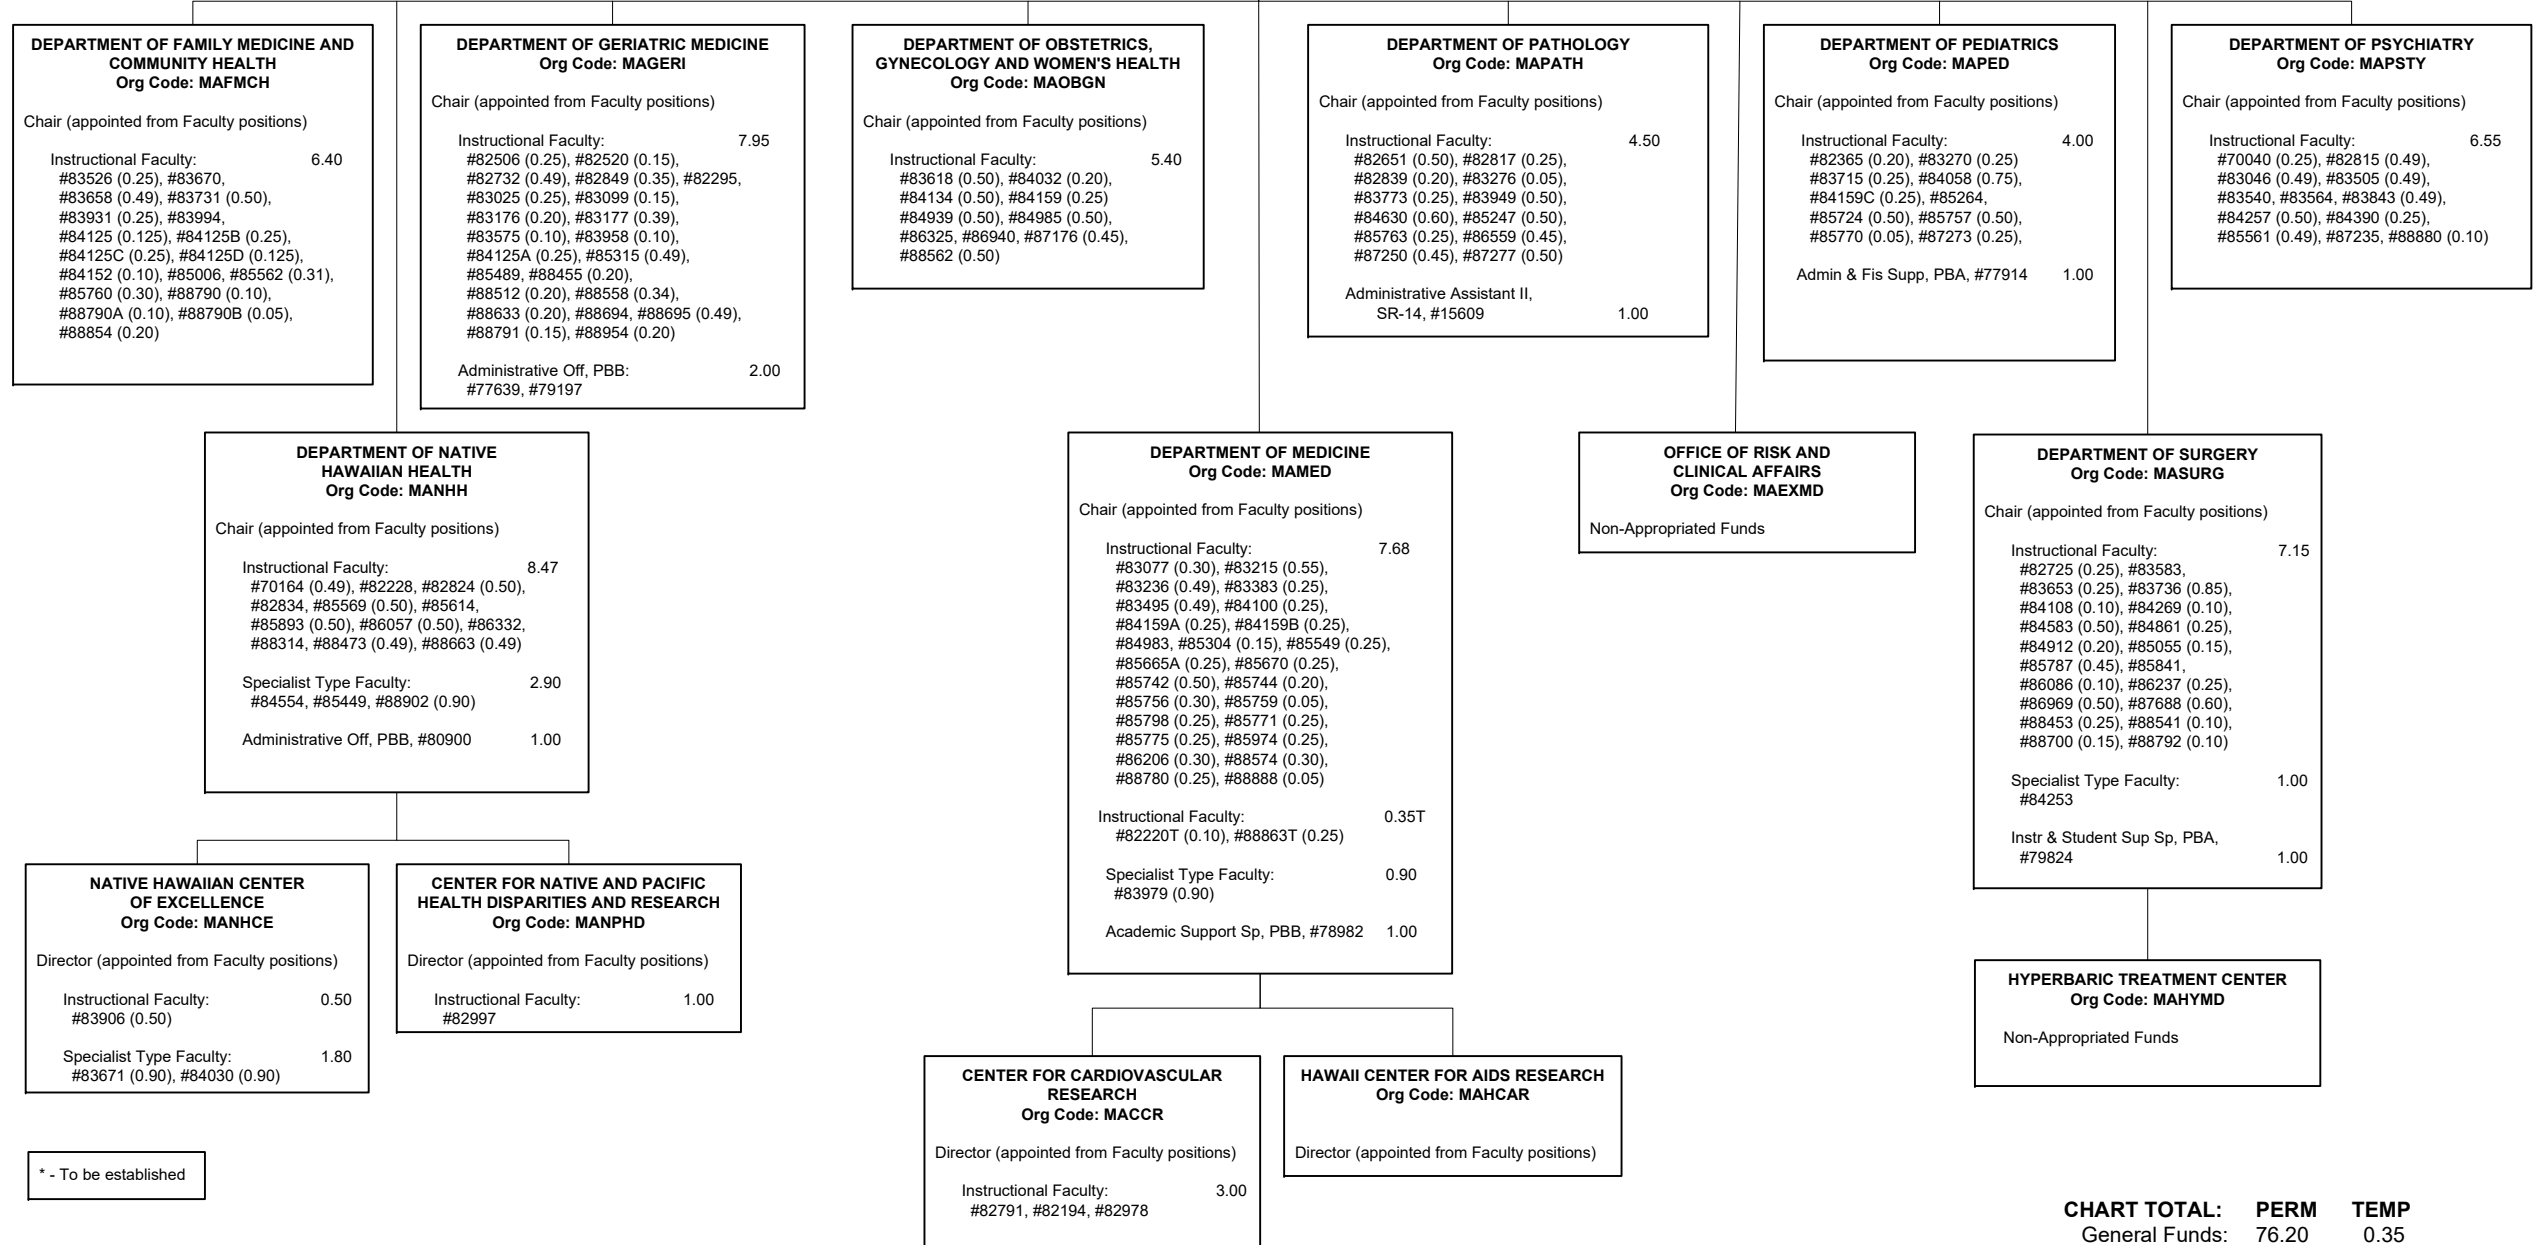 DEPARTMENT OF FAMILY MEDICINE AND
COMMUNITY HEALTH
Org Code: MAFMCH
Chair (appointed from Faculty positions)
Instructional Faculty: 6.40
#83526 (0.25), #83670,
#83658 (0.49), #83731 (0.50),
#83931 (0.25), #83994,
#84125 (0.125), #84125B (0.25),
#84125C (0.25), #84125D (0.125),
#84152 (0.10), #85006, #85562 (0.31),
#85760 (0.30), #88790 (0.10),
#88790A (0.10), #88790B (0.05),
#88854 (0.20)
DEPARTMENT OF GERIATRIC MEDICINE
Org Code: MAGERI
Chair (appointed from Faculty positions)
Instructional Faculty: 7.95
#82506 (0.25), #82520 (0.15),
#82732 (0.49), #82849 (0.35), #82295,
#83025 (0.25), #83099 (0.15),
#83176 (0.20), #83177 (0.39),
#83575 (0.10), #83958 (0.10),
#84125A (0.25), #85315 (0.49),
#85489, #88455 (0.20),
#88512 (0.20), #88558 (0.34),
#88633 (0.20), #88694, #88695 (0.49),
#88791 (0.15), #88954 (0.20)
Administrative Off, PBB: 2.00
#77639, #79197
DEPARTMENT OF OBSTETRICS,
GYNECOLOGY AND WOMEN'S HEALTH
Org Code: MAOBGN
Chair (appointed from Faculty positions)
Instructional Faculty: 5.40
#83618 (0.50), #84032 (0.20),
#84134 (0.50), #84159 (0.25)
#84939 (0.50), #84985 (0.50),
#86325, #86940, #87176 (0.45),
#88562 (0.50)
DEPARTMENT OF PATHOLOGY
Org Code: MAPATH
Chair (appointed from Faculty positions)
Instructional Faculty: 4.50
#82651 (0.50), #82817 (0.25),
#82839 (0.20), #83276 (0.05),
#83773 (0.25), #83949 (0.50),
#84630 (0.60), #85247 (0.50),
#85763 (0.25), #86559 (0.45),
#87250 (0.45), #87277 (0.50)
Administrative Assistant II,
SR-14, #15609 1.00
DEPARTMENT OF PEDIATRICS
Org Code: MAPED
Chair (appointed from Faculty positions)
Instructional Faculty: 4.00
#82365 (0.20), #83270 (0.25)
#83715 (0.25), #84058 (0.75),
#84159C (0.25), #85264,
#85724 (0.50), #85757 (0.50),
#85770 (0.05), #87273 (0.25),
Admin & Fis Supp, PBA, #77914 1.00
DEPARTMENT OF PSYCHIATRY
Org Code: MAPSTY
Chair (appointed from Faculty positions)
Instructional Faculty: 6.55
#70040 (0.25), #82815 (0.49),
#83046 (0.49), #83505 (0.49),
#83540, #83564, #83843 (0.49),
#84257 (0.50), #84390 (0.25),
#85561 (0.49), #87235, #88880 (0.10)
DEPARTMENT OF NATIVE
HAWAIIAN HEALTH
Org Code: MANHH
Chair (appointed from Faculty positions)
Instructional Faculty: 8.47
#70164 (0.49), #82228, #82824 (0.50),
#82834, #85569 (0.50), #85614,
#85893 (0.50), #86057 (0.50), #86332,
#88314, #88473 (0.49), #88663 (0.49)
Specialist Type Faculty: 2.90
#84554, #85449, #88902 (0.90)
Administrative Off, PBB, #80900 1.00
DEPARTMENT OF MEDICINE
Org Code: MAMED
Chair (appointed from Faculty positions)
Instructional Faculty: 7.68
#83077 (0.30), #83215 (0.55),
#83236 (0.49), #83383 (0.25),
#83495 (0.49), #84100 (0.25),
#84159A (0.25), #84159B (0.25),
#84983, #85304 (0.15), #85549 (0.25),
#85665A (0.25), #85670 (0.25),
#85742 (0.50), #85744 (0.20),
#85756 (0.30), #85759 (0.05),
#85798 (0.25), #85771 (0.25),
#85775 (0.25), #85974 (0.25),
#86206 (0.30), #88574 (0.30),
#88780 (0.25), #88888 (0.05)
Instructional Faculty: 0.35T
#82220T (0.10), #88863T (0.25)
Specialist Type Faculty: 0.90
#83979 (0.90)
Academic Support Sp, PBB, #78982 1.00
OFFICE OF RISK AND
CLINICAL AFFAIRS
Org Code: MAEXMD
Non-Appropriated Funds
DEPARTMENT OF SURGERY
Org Code: MASURG
Chair (appointed from Faculty positions)
Instructional Faculty: 7.15
#82725 (0.25), #83583,
#83653 (0.25), #83736 (0.85),
#84108 (0.10), #84269 (0.10),
#84583 (0.50), #84861 (0.25),
#84912 (0.20), #85055 (0.15),
#85787 (0.45), #85841,
#86086 (0.10), #86237 (0.25),
#86969 (0.50), #87688 (0.60),
#88453 (0.25), #88541 (0.10),
#88700 (0.15), #88792 (0.10)
Specialist Type Faculty: 1.00
#84253
Instr & Student Sup Sp, PBA,
#79824 1.00
NATIVE HAWAIIAN CENTER
OF EXCELLENCE
Org Code: MANHCE
Director (appointed from Faculty positions)
Instructional Faculty: 0.50
#83906 (0.50)
Specialist Type Faculty: 1.80
#83671 (0.90), #84030 (0.90)
CENTER FOR NATIVE AND PACIFIC
HEALTH DISPARITIES AND RESEARCH
Org Code: MANPHD
Director (appointed from Faculty positions)
Instructional Faculty: 1.00
#82997
HYPERBARIC TREATMENT CENTER
Org Code: MAHYMD
Non-Appropriated Funds
CENTER FOR CARDIOVASCULAR
RESEARCH
Org Code: MACCR
Director (appointed from Faculty positions)
Instructional Faculty: 3.00
#82791, #82194, #82978
HAWAII CENTER FOR AIDS RESEARCH
Org Code: MAHCAR
Director (appointed from Faculty positions)
* - To be established
CHART TOTAL: PERM TEMP
General Funds: 76.20 0.35